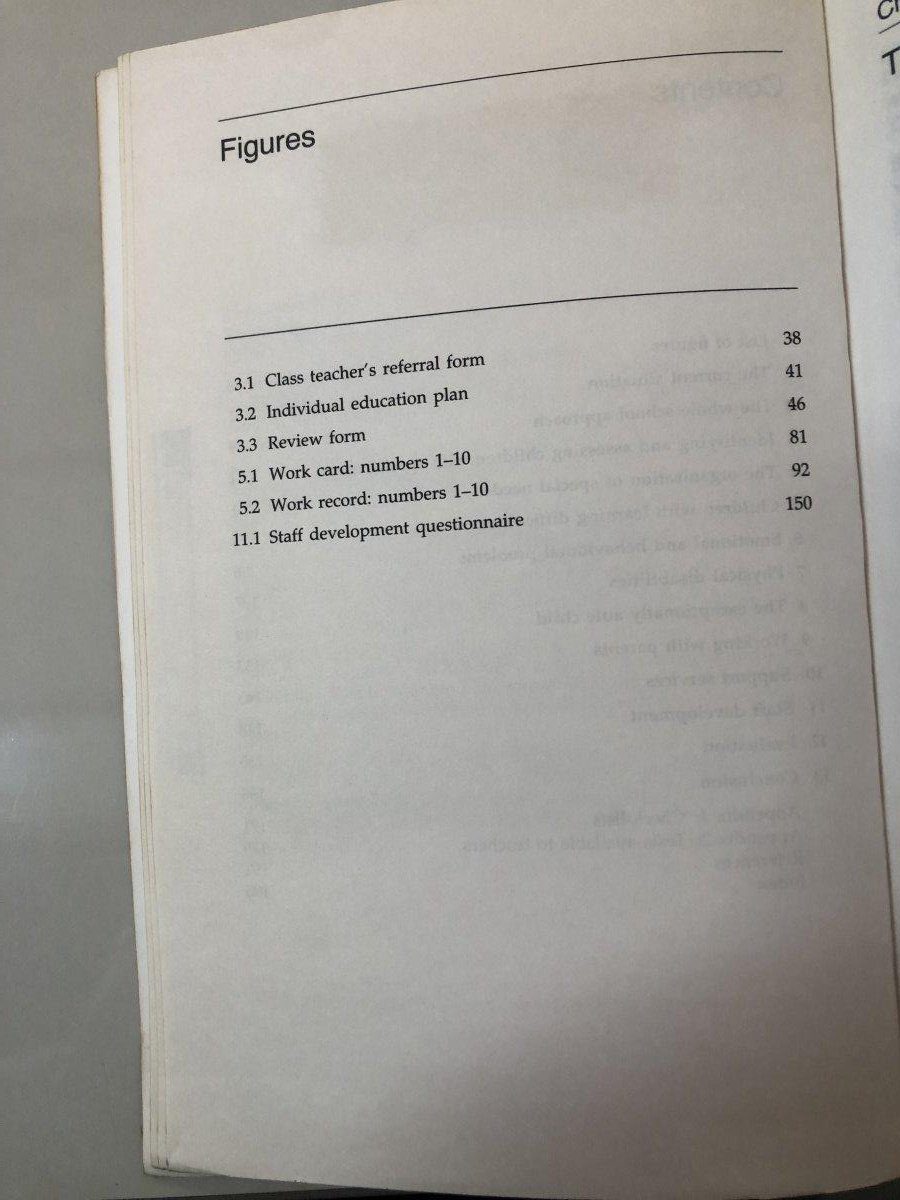 Figures
3.1 Class teacher's referral form 38
3.2 Individual education plan 41
3.3 Review form 46
5.1 Work card: numbers 1–10 81
5.2 Work record: numbers 1–10 92
11.1 Staff development questionnaire 150